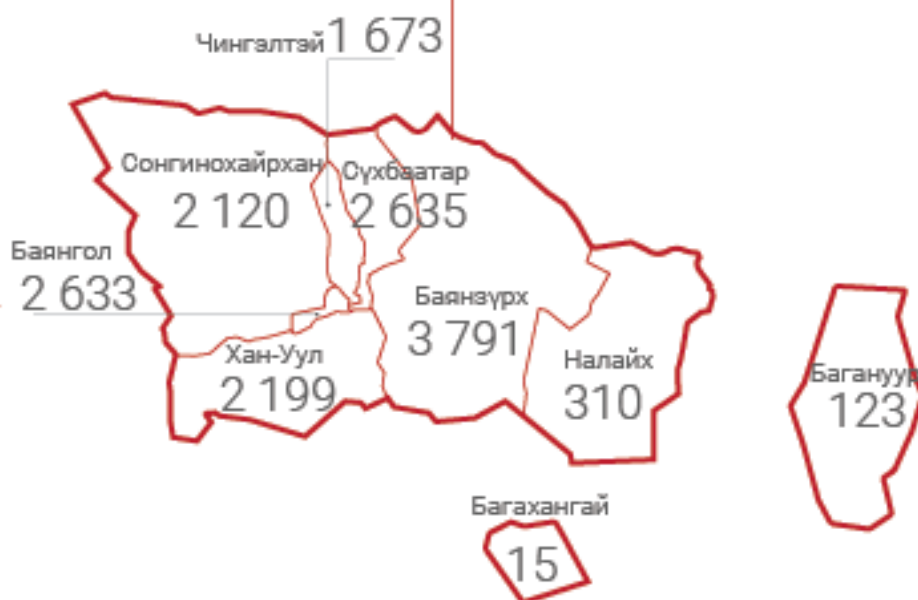 Чингэлтэй 1 673
Сонгинохайрхан
2 120
Сүхбаатар
2 635
Баянгол
2 633
Баянзүрх
3 791
Хан-Уул
2 199
Налайх
310
Багануур
123
Багахангай
15